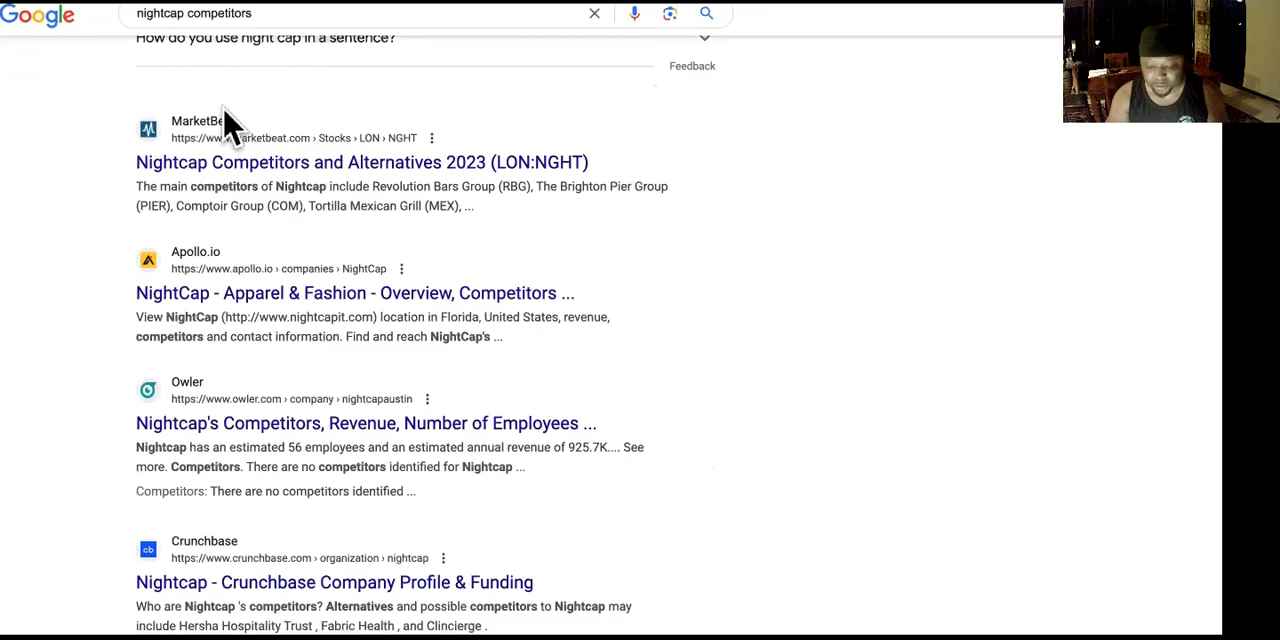 Google
nightcap competitors
How do you use night cap in a sentence?
Feedback
https://www.marketbeat.com › Stocks › LON › NGHT
Nightcap Competitors and Alternatives 2023 (LON:NGHT)
The main competitors of Nightcap include Revolution Bars Group (RBG), The Brighton Pier Group
(PIER), Comptoir Group (COM), Tortilla Mexican Grill (MEX), ...
Apollo.io
https://www.apollo.io › companies › NightCap
NightCap - Apparel & Fashion - Overview, Competitors ...
View NightCap (http://www.nightcapit.com) location in Florida, United States, revenue,
competitors and contact information. Find and reach NightCap's ...
Owler
https://www.owler.com › company › nightcapaustin
Nightcap's Competitors, Revenue, Number of Employees ...
Nightcap has an estimated 56 employees and an estimated annual revenue of 925.7K.... See
more. Competitors. There are no competitors identified for Nightcap ...
Competitors: There are no competitors identified ...
cb
Crunchbase
https://www.crunchbase.com › organization › nightcap
Nightcap - Crunchbase Company Profile & Funding
Who are Nightcap 's competitors? Alternatives and possible competitors to Nightcap may
include Hersha Hospitality Trust , Fabric Health , and Clincierge .